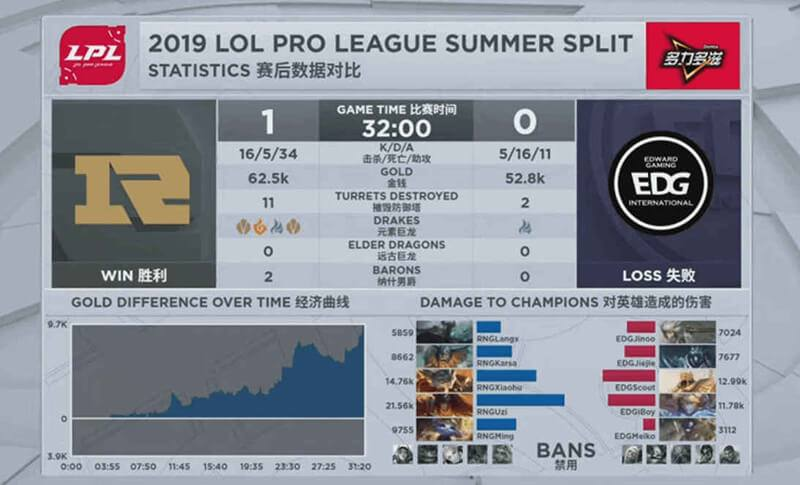 LPL
2019 LOL PRO LEAGUE SUMMER SPLIT
STATISTICS 赛后数据对比
多力多滋
1
GAME TIME 比赛时间
32:00
0
16/5/34
K/D/A
击杀/死亡/助攻
5/16/11
62.5k
GOLD
金钱
52.8k
11
TURRETS DESTROYED
摧毁防御塔
2
DRAKES
元素巨龙
0
ELDER DRAGONS
远古巨龙
0
2
BARONS
纳什男爵
0
EDWARD
GAMING
EDG
INTERNATIONAL
WIN 胜利
LOSS 失败
GOLD DIFFERENCE OVER TIME 经济曲线
9.7K
0
3.9K
0:00 03:55 07:50 11:45 15:40 19:35 23:30 27:25 31:20
DAMAGE TO CHAMPIONS 对英雄造成的伤害
5859 RNGLangx EDGJinoo 7024
8662 RNGKarsa EDGJiejie 7677
14.76k RNGXiaohu EDGScout 12.99k
21.56k RNGUzi EDGiBoy 11.78k
9755 RNGMing EDGMeiko 3112
BANS
禁用